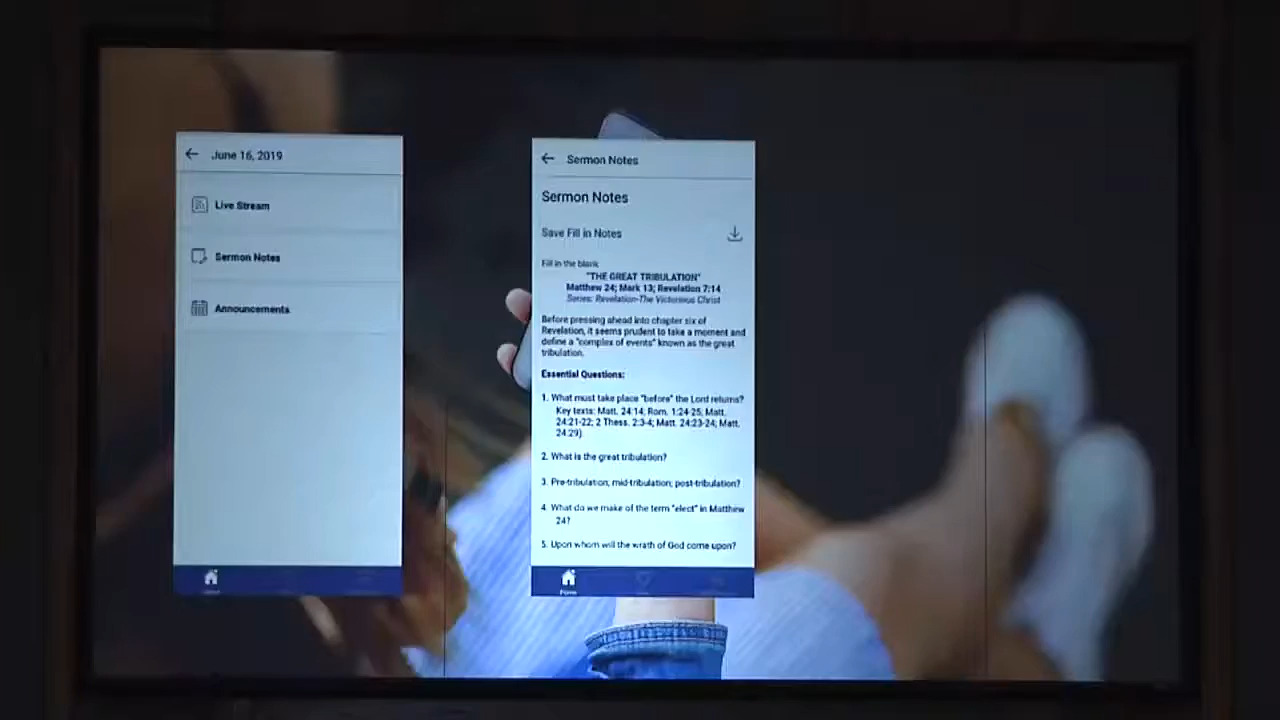 June 16, 2019
Live Stream
Sermon Notes
Announcements
Sermon Notes
Sermon Notes
Save Fill in Notes
Fill in the blank
"THE GREAT TRIBULATION"
Matthew 24; Mark 13; Revelation 7:14
Series: Revelation-The Victorious Christ
Before pressing ahead into chapter six of
Revelation, it seems prudent to take a moment and
define a "complex of events" known as the great
tribulation.
Essential Questions:
1. What must take place "before" the Lord returns?
Key texts: Matt. 24:14; Rom. 1:24-25; Matt.
24:21-22; 2 Thess. 2:3-4; Matt. 24:23-24; Matt.
24:29)
2. What is the great tribulation?
3. Pre-tribulation; mid-tribulation; post-tribulation?
4. What do we make of the term "elect" in Matthew
24?
5. Upon whom will the wrath of God come upon?
Home